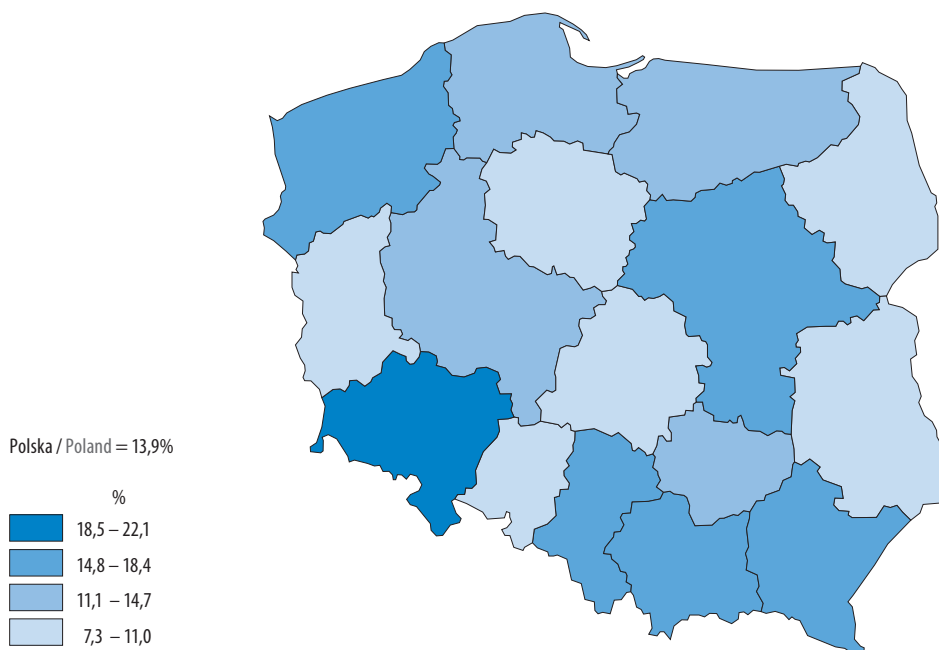 Polska / Poland = 13,9%
%
18,5 – 22,1
14,8 – 18,4
11,1 – 14,7
7,3 – 11,0